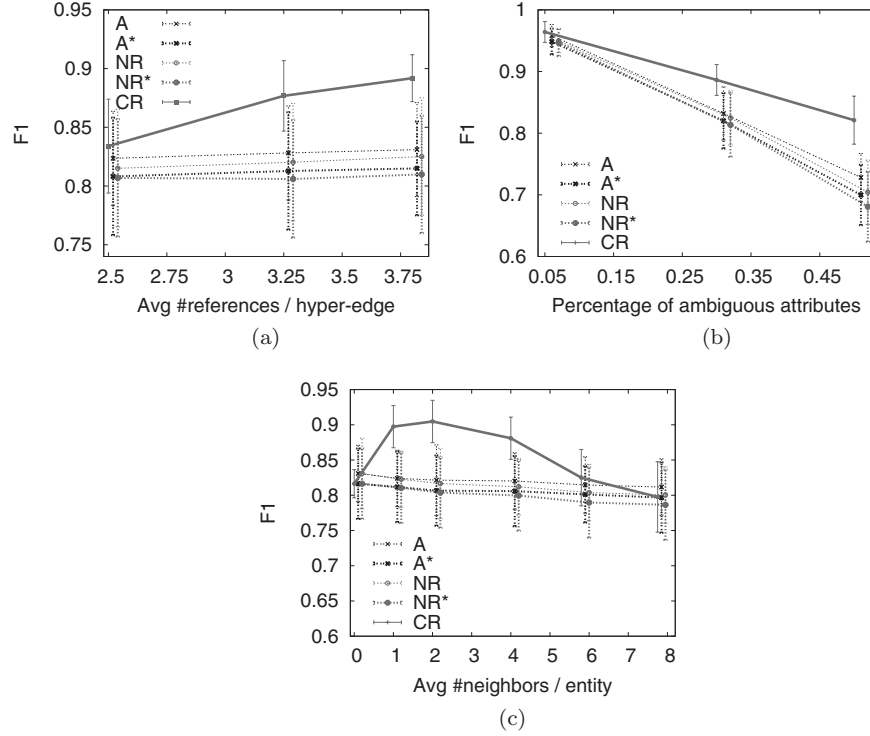 A
A*
NR
NR*
CR
0.95
0.9
0.85
0.8
0.75
F1
2.5 2.75 3 3.25 3.5 3.75
Avg #references / hyper-edge
(a)
1
0.9
0.8
0.7
0.6
F1
A
A*
NR
NR*
CR
0.05 0.15 0.25 0.35 0.45
Percentage of ambiguous attributes
(b)
0.95
0.9
0.85
0.8
0.75
0.7
0.65
0.6
F1
A
A*
NR
NR*
CR
0 1 2 3 4 5 6 7 8
Avg #neighbors / entity
(c)